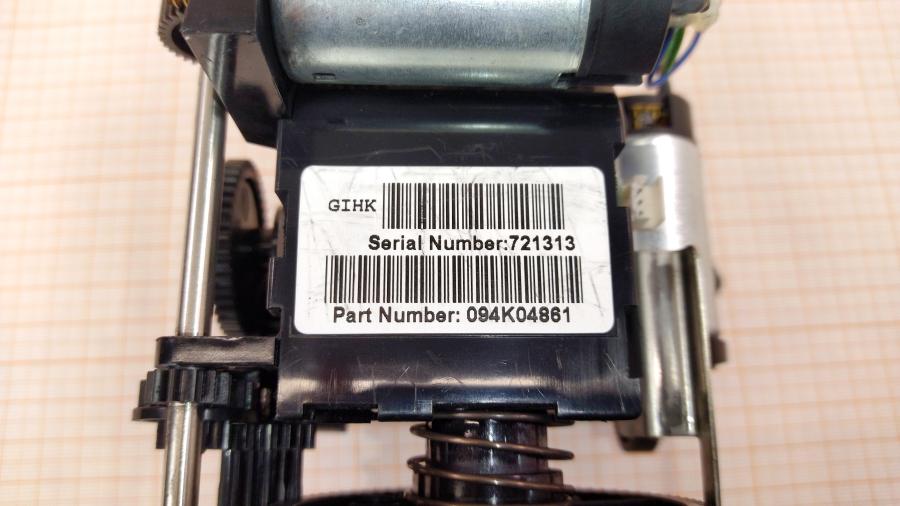 GIHK
Serial Number:721313
Part Number: 094K04861